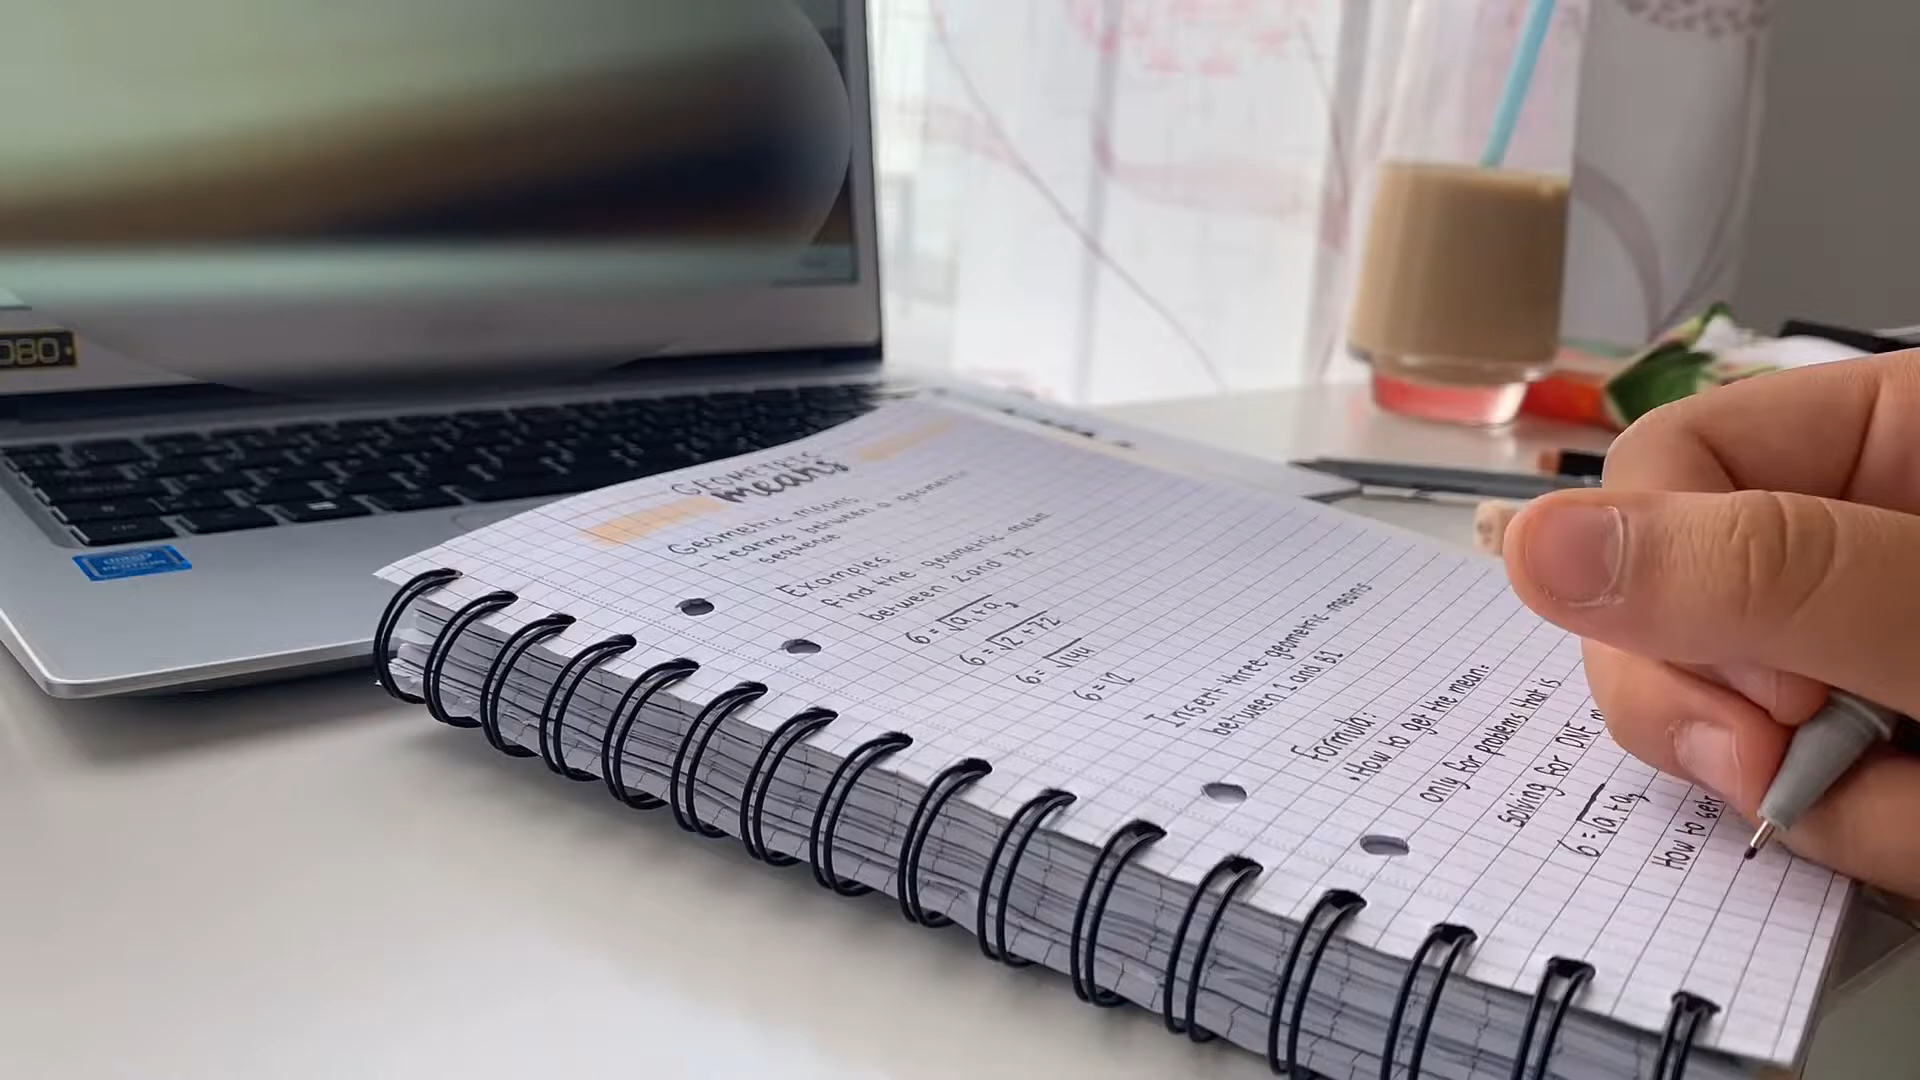 080
GEOMETRIC
means
Geometric means
- tearms between a geometric
sequence
Examples:
find the geometric mean
between 2 and 72
6=√a₁+a₂
6=√2+72
6=√144
6=12
Insert three geometric means
between 1 and 81
Formula:
•How to get the mean:
only for pobems that is
solving for ONE m
6=√a₁+a₂
How to get